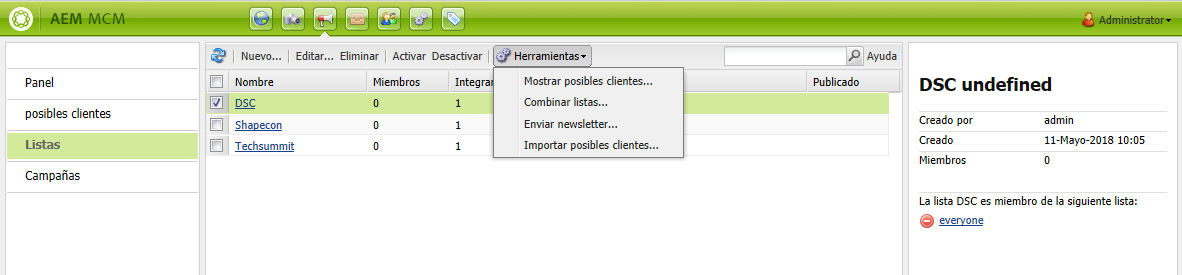 AEM MCM
Administrator
Nuevo... Editar... Eliminar Activar Desactivar Herramientas Ayuda
Panel
posibles clientes
Listas
Campañas
Nombre Miembros Integran Publicado
DSC 0 1
Shapecon 0 1
Techsummit 0 1
Mostrar posibles clientes...
Combinar listas...
Enviar newsletter...
Importar posibles clientes...
DSC undefined
Creado por admin
Creado 11-Mayo-2018 10:05
Miembros 0
La lista DSC es miembro de la siguiente lista:
everyone